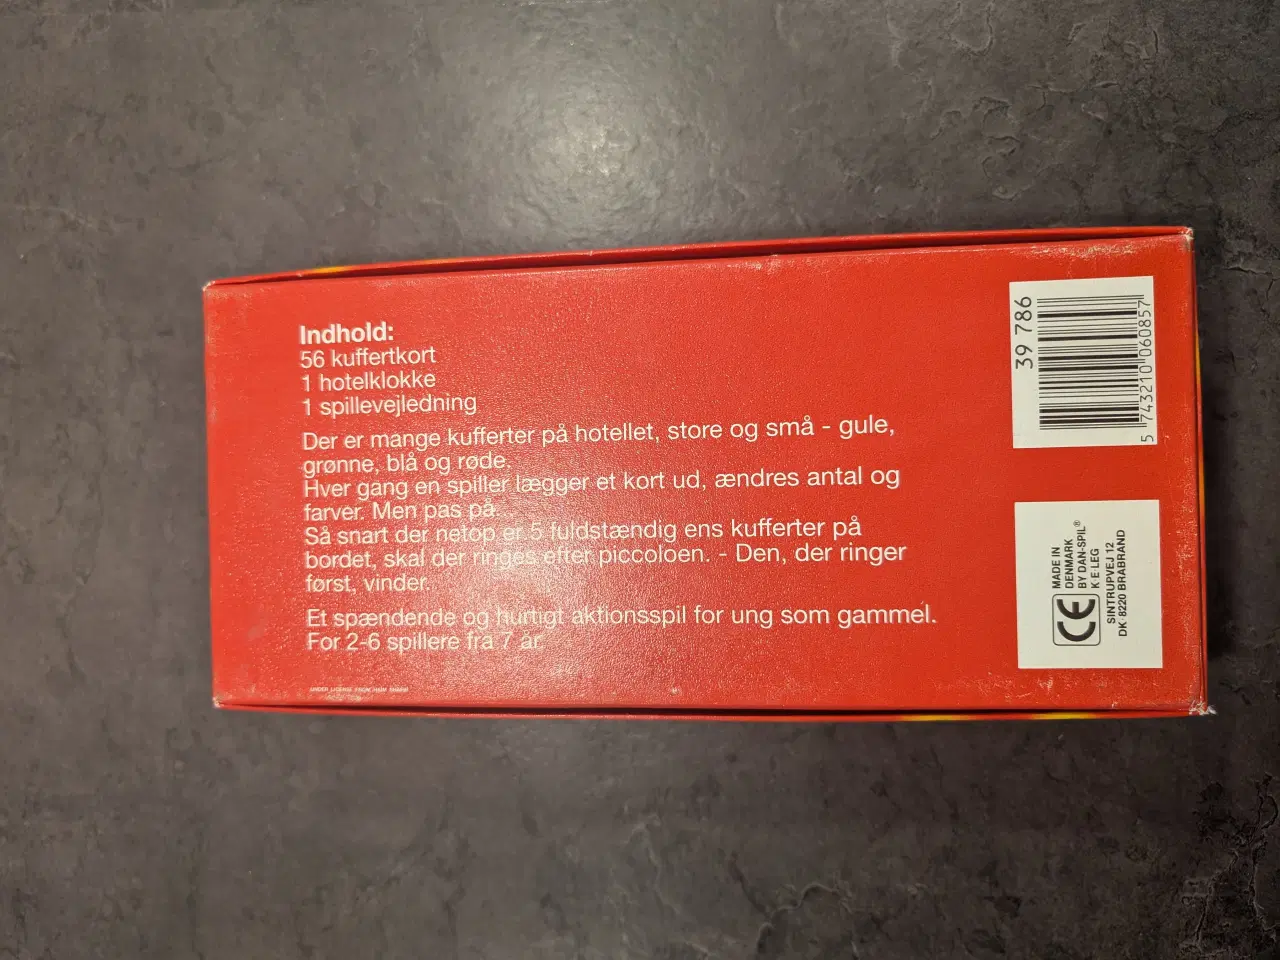 Indhold:
56 kuffertkort
1 hotelklokke
1 spillevejledning
Der er mange kufferter på hotellet, store og små - gule,
grønne, blå og røde.
Hver gang en spiller lægger et kort ud, ændres antal og
farver. Men pas på.
Så snart der netop er 5 fuldstændig ens kufferter på
bordet, skal der ringes efter piccoloen. - Den, der ringer
først, vinder.
Et spændende og hurtigt aktionsspil for ung som gammel.
For 2-6 spillere fra 7 år.
UNDER LICENSE FROM
39 786
5 743210 060857
CE
MADE IN
DENMARK
BY DAN-SPIL®
K·E·LEG
SINTRUPVEJ 12
DK·8220 BRABRAND